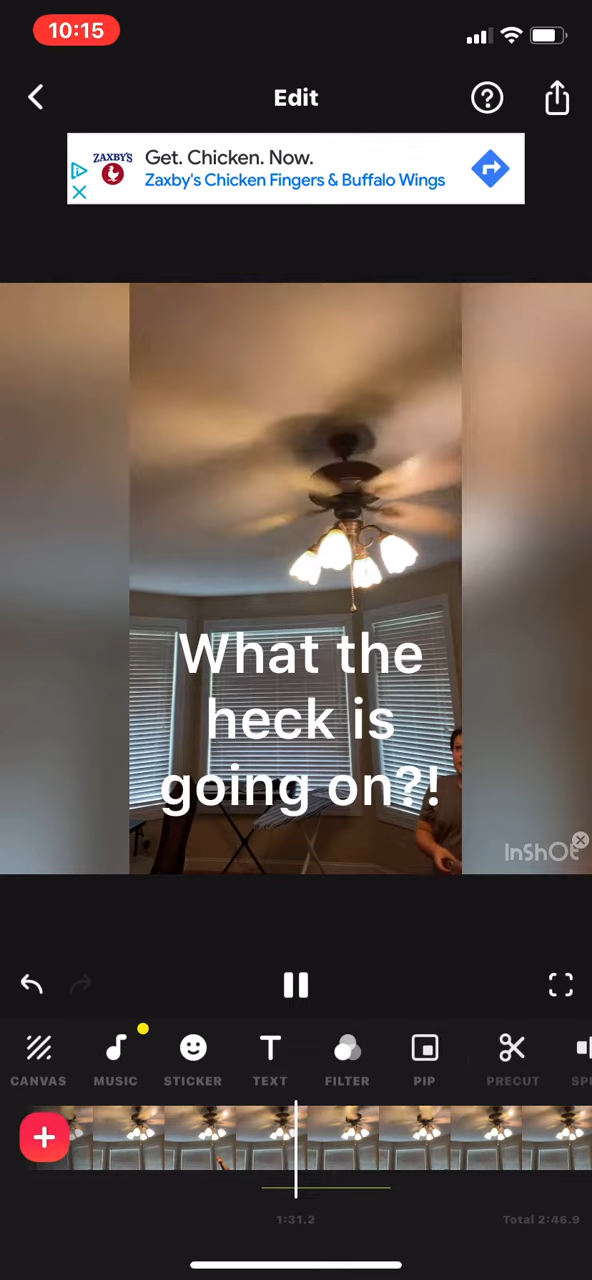 10:15
Edit
ZAXBY'S
Get. Chicken. Now.
Zaxby's Chicken Fingers & Buffalo Wings
What the
heck is
going on?!
InShOt
CANVAS MUSIC STICKER TEXT FILTER PIP PRECUT
1:31.2 Total 2:46.9